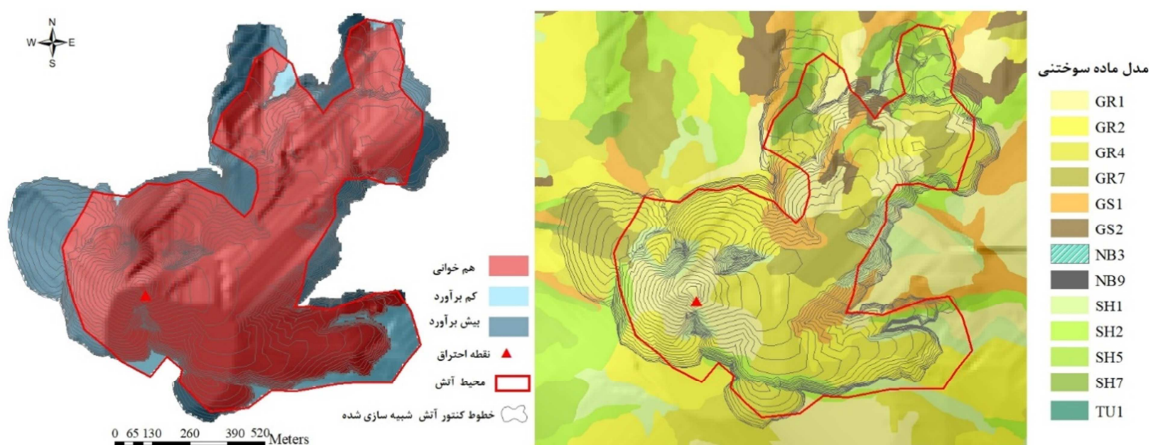 N
W E
S
هم خوانی
کم برآورد
بیش برآورد
نقطه احتراق
محیط آتش
خطوط کنتور آتش شبیه سازی شده
0 65 130 260 390 520 Meters
مدل ماده سوختنی
GR1
GR2
GR4
GR7
GS1
GS2
NB3
NB9
SH1
SH2
SH5
SH7
TU1